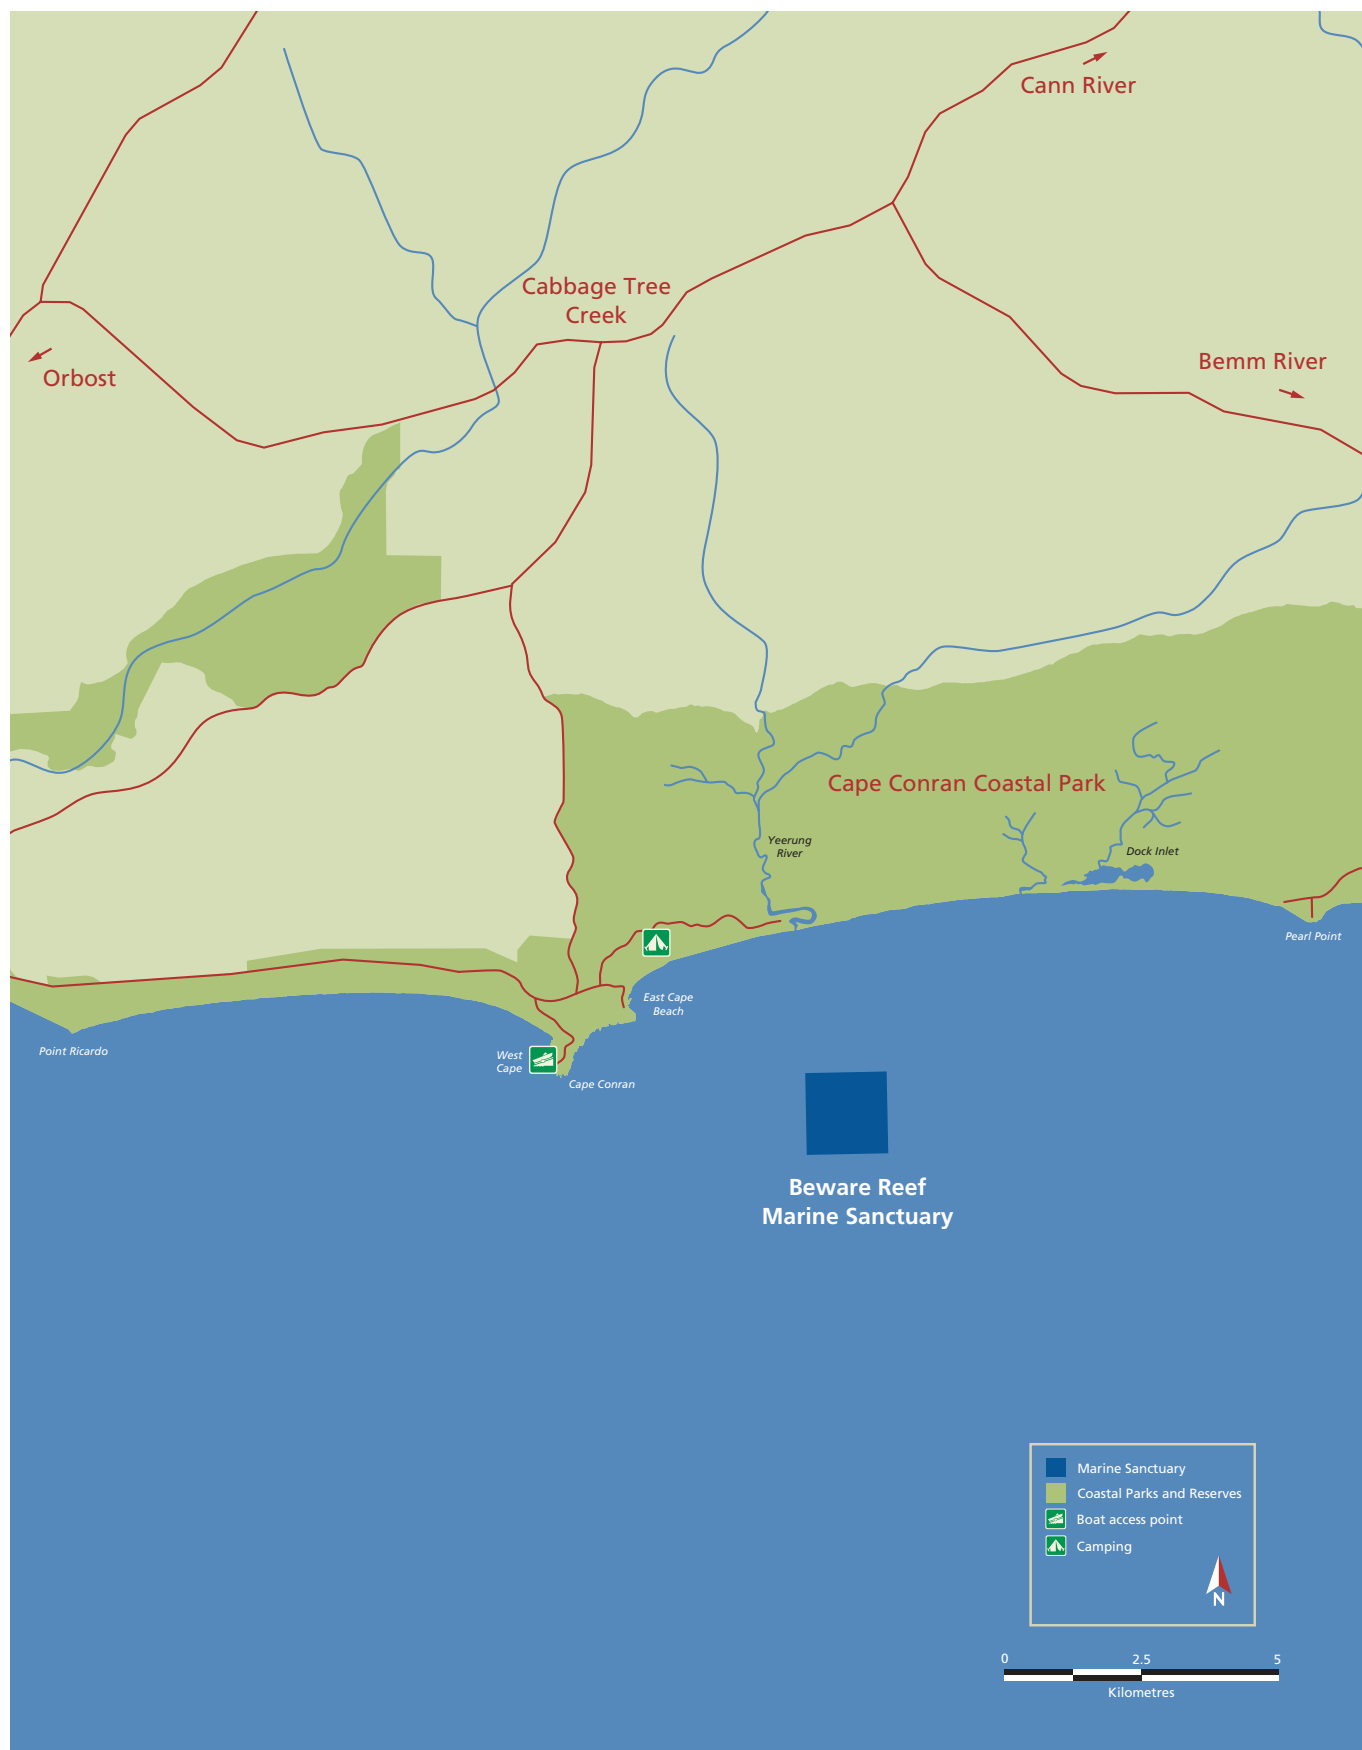 Cann River
Cabbage Tree
Creek
Bemm River
Orbost
Cape Conran Coastal Park
Yeerung
River
Dock Inlet
Pearl Point
East Cape
Beach
Point Ricardo
West
Cape
Cape Conran
Beware Reef
Marine Sanctuary
Marine Sanctuary
Coastal Parks and Reserves
Boat access point
Camping
N
0 2.5 5
Kilometres